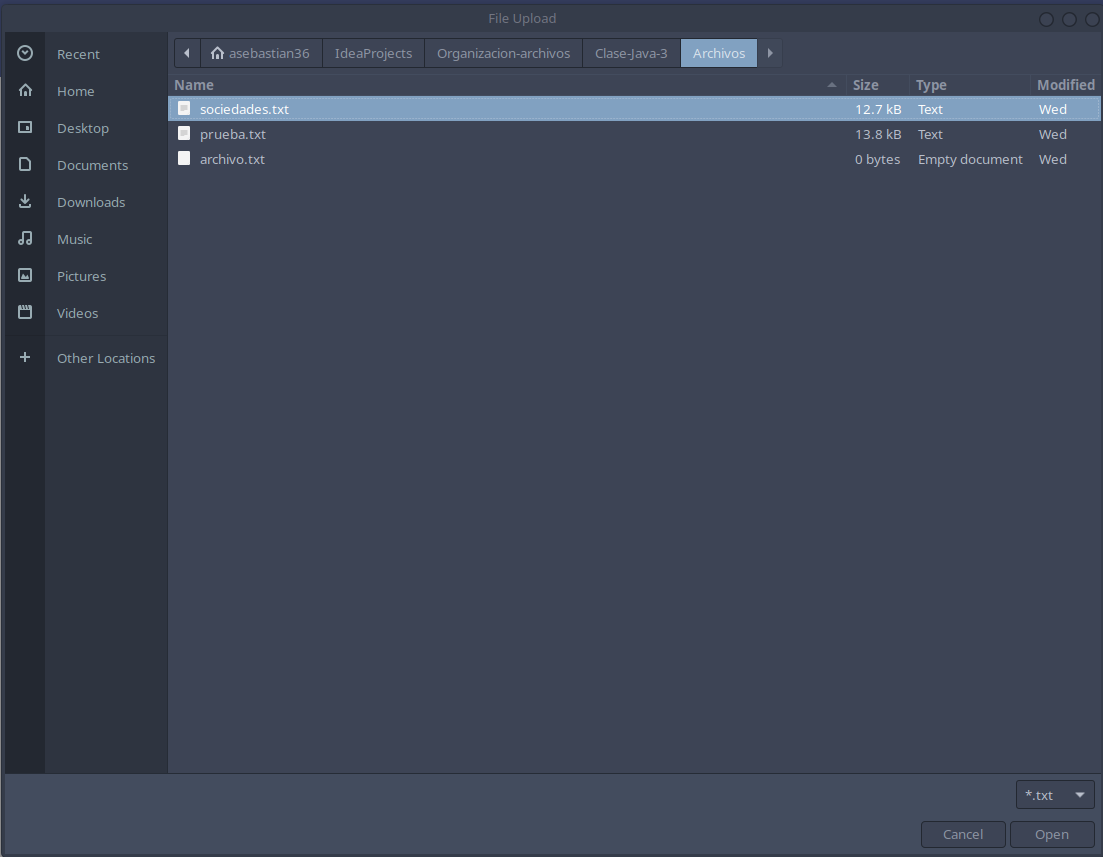 File Upload
asebastian36 IdeaProjects Organizacion-archivos Clase-Java-3 Archivos
Recent
Home
Desktop
Documents
Downloads
Music
Pictures
Videos
Other Locations
Name Size Type Modified
sociedades.txt 12.7 kB Text Wed
prueba.txt 13.8 kB Text Wed
archivo.txt 0 bytes Empty document Wed
*.txt
Cancel Open